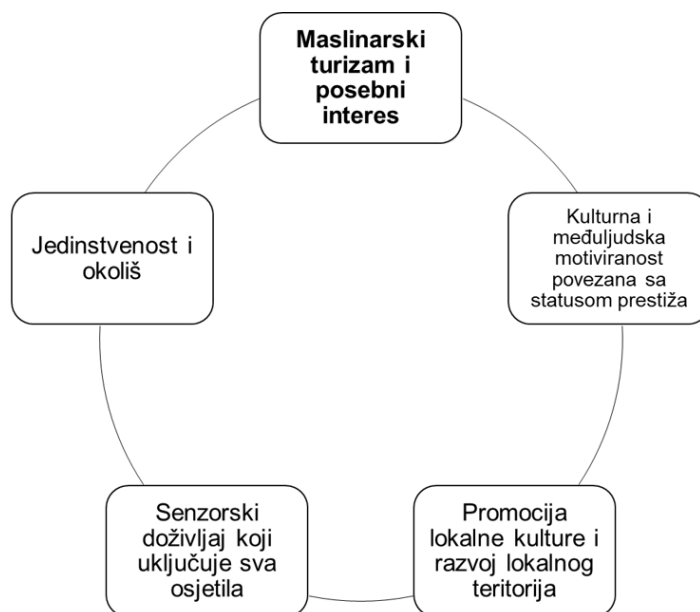 Maslinarski
turizam i
posebni
interes
Kulturna i
međuljudska
motiviranost
povezana sa
statusom prestiža
Promocija
lokalne kulture i
razvoj lokalnog
teritorija
Senzorski
doživljaj koji
uključuje sva
osjetila
Jedinstvenost i
okoliš